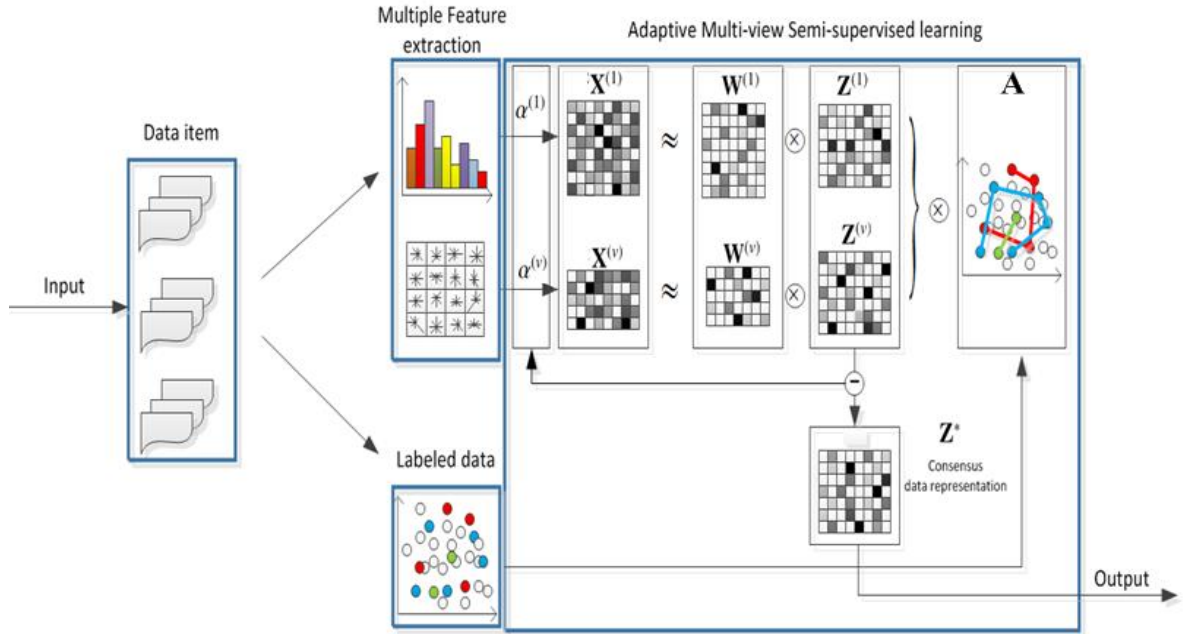 Multiple Feature
extraction
Adaptive Multi-view Semi-supervised learning
Data item
Input
α⁽¹⁾
X⁽¹⁾
≈
W⁽¹⁾
Z⁽¹⁾
A
α⁽ᵛ⁾
X⁽ᵛ⁾
≈
W⁽ᵛ⁾
Z⁽ᵛ⁾
Labeled data
Z*
Consensus
data representation
Output